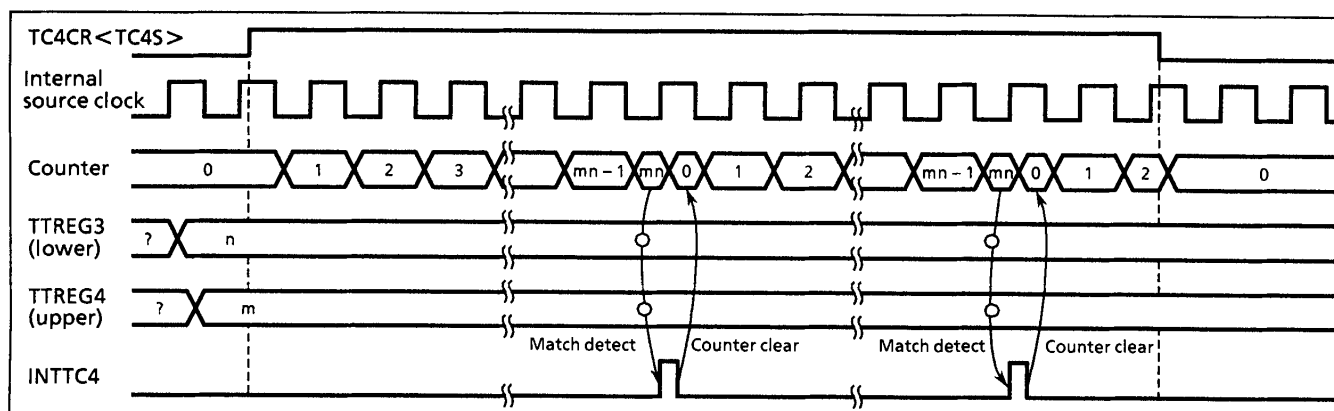 TC4CR<TC4S>
Internal
source clock
Counter 0 1 2 3 mn – 1 mn 0 1 2 mn – 1 mn 0 1 2 0
TTREG3
(lower) ? n
TTREG4
(upper) ? m
Match detect Counter clear Match detect Counter clear
INTTC4